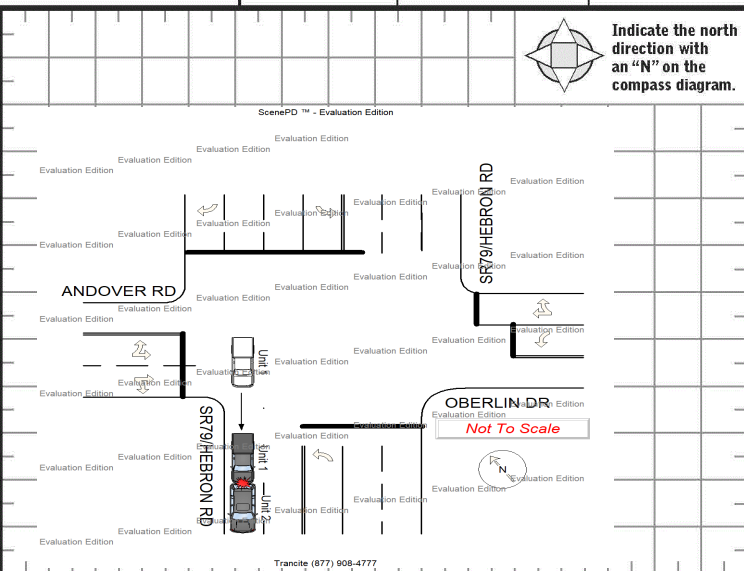 Indicate the north
direction with
an “N” on the
compass diagram.
ScenePD ™ - Evaluation Edition
Evaluation Edition
Evaluation Edition
Evaluation Edition
Evaluation Edition
Evaluation Edition
SR79/HEBRON RD
Evaluation Edition
Evaluation Edition
Evaluation Edition
Evaluation Edition
Evaluation Edition
Evaluation Edition
Evaluation Edition
Evaluation Edition
Evaluation Edition
ANDOVER RD
Evaluation Edition
Evaluation Edition
Evaluation Edition
Evaluation Edition
Evaluation Edition
Unit
Evaluation Edition
Evaluation Edition
Evaluation Edition
Evaluation Edition
Evaluation Edition
OBERLIN DR
Evaluation Edition
Evaluation Edition
SR79/HEBRON RD
Evaluation Edition
Not To Scale
Evaluation Edition
Unit 1
Evaluation Edition
N
Evaluation Edition
Evaluation Edition
Unit 2
Evaluation Edition
Evaluation Edition
Evaluation Edition
Evaluation Edition
Trancite (877) 908-4777